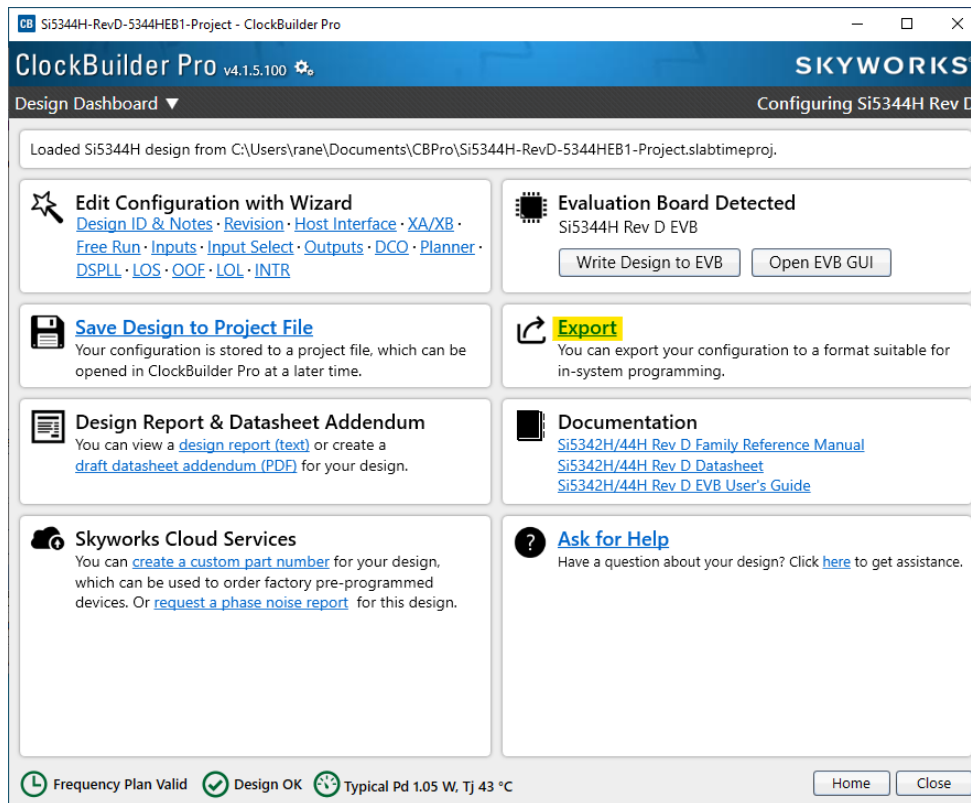 CB Si5344H-RevD-5344HEB1-Project - ClockBuilder Pro
ClockBuilder Pro v4.1.5.100
SKYWORKS
Design Dashboard ▼
Configuring Si5344H Rev D
Loaded Si5344H design from C:\Users\rane\Documents\CBPro\Si5344H-RevD-5344HEB1-Project.slabtimeproj.
Edit Configuration with Wizard
Design ID & Notes · Revision · Host Interface · XA/XB ·
Free Run · Inputs · Input Select · Outputs · DCO · Planner ·
DSPLL · LOS · OOF · LOL · INTR
Evaluation Board Detected
Si5344H Rev D EVB
Write Design to EVB
Open EVB GUI
Save Design to Project File
Your configuration is stored to a project file, which can be
opened in ClockBuilder Pro at a later time.
Export
You can export your configuration to a format suitable for
in-system programming.
Design Report & Datasheet Addendum
You can view a design report (text) or create a
draft datasheet addendum (PDF) for your design.
Documentation
Si5342H/44H Rev D Family Reference Manual
Si5342H/44H Rev D Datasheet
Si5342H/44H Rev D EVB User's Guide
Skyworks Cloud Services
You can create a custom part number for your design,
which can be used to order factory pre-programmed
devices. Or request a phase noise report for this design.
? Ask for Help
Have a question about your design? Click here to get assistance.
Frequency Plan Valid
Design OK
Typical Pd 1.05 W, Tj 43 °C
Home
Close